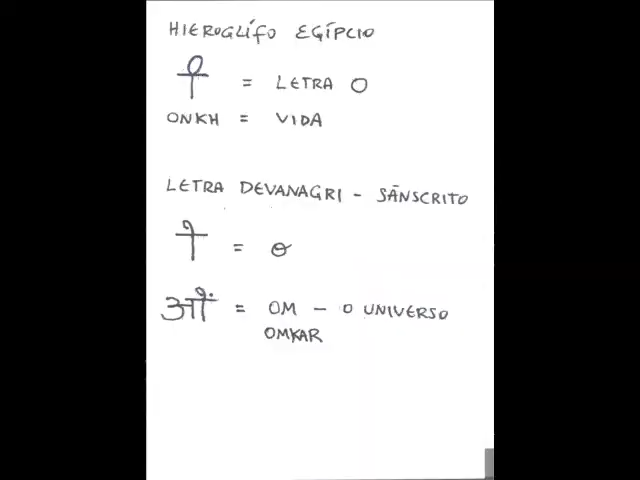 HIEROGLÍFO EGÍPCIO
☥ = LETRA O
ONKH = VIDA
LETRA DEVANAGRI - SÂNSCRITO
ो = O
ओं = OM - O UNIVERSO
OMKAR